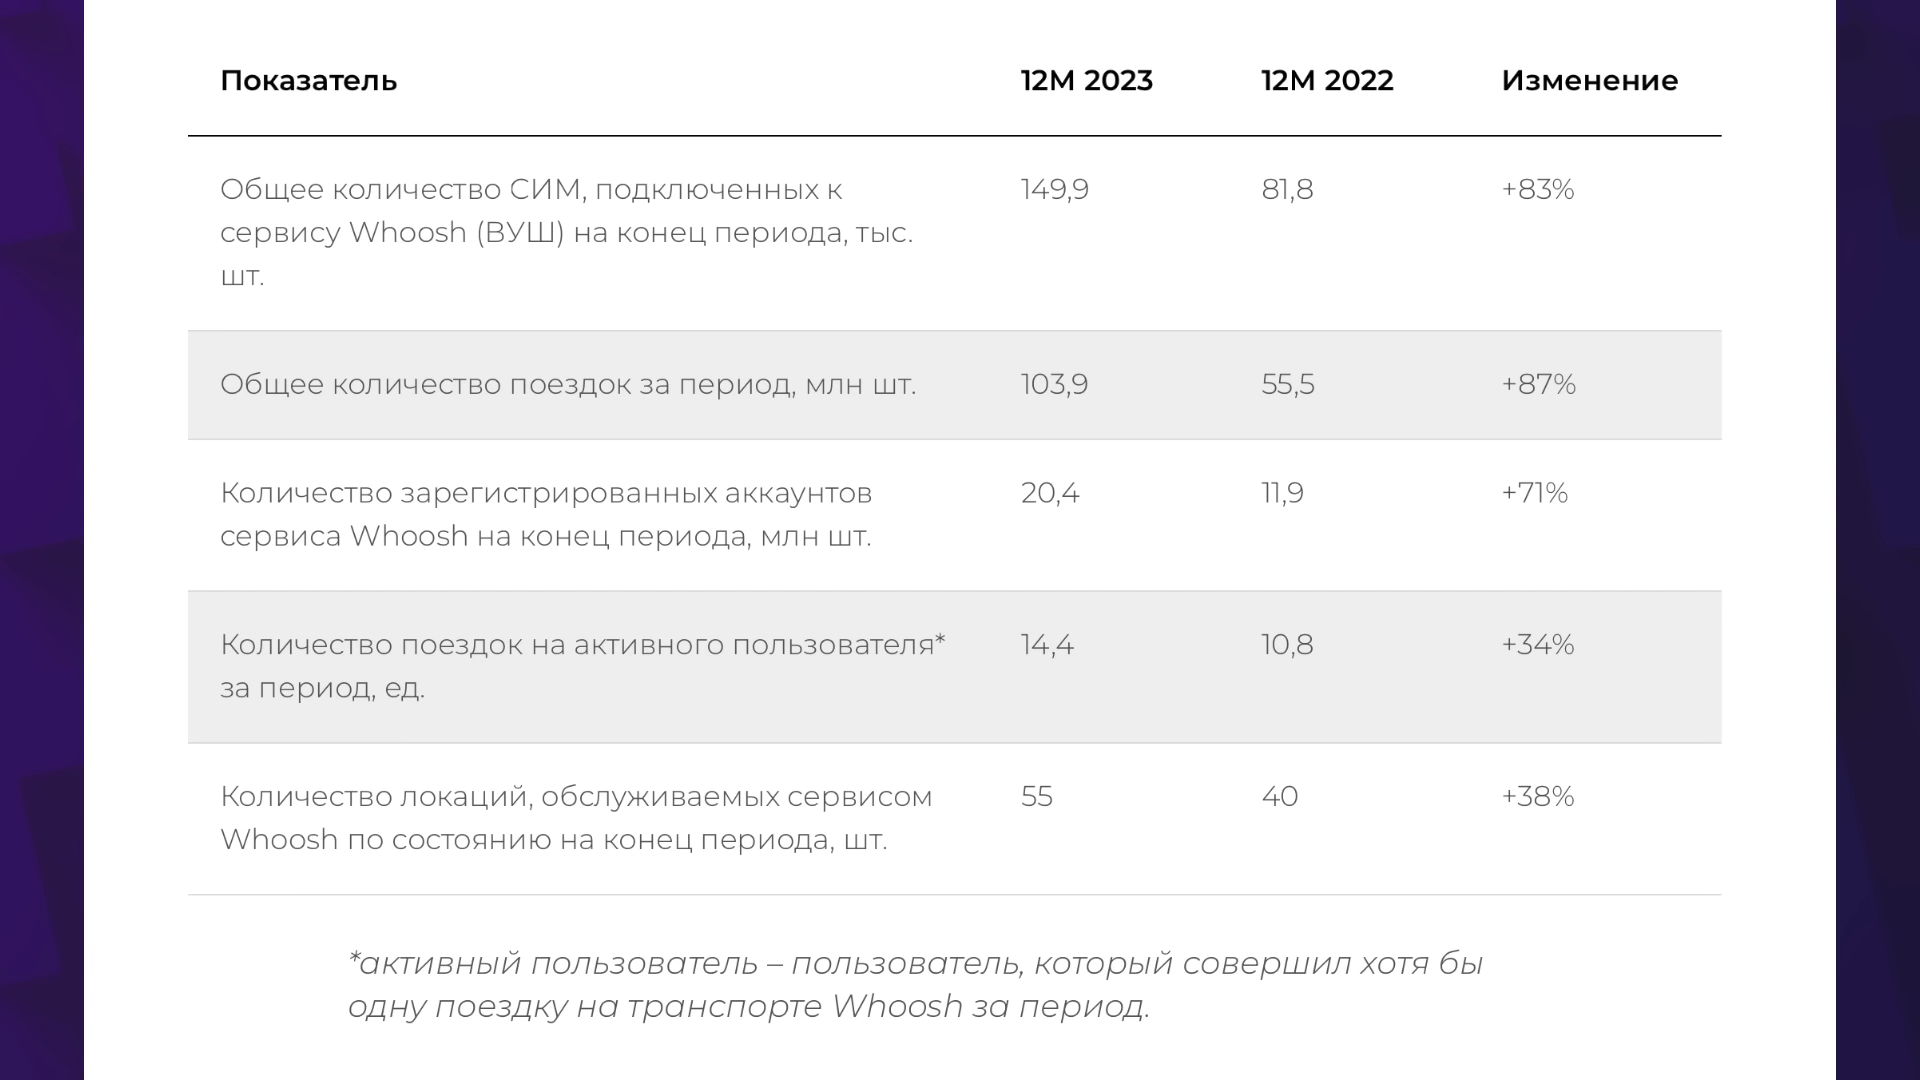 Показатель 12М 2023 12М 2022 Изменение
Общее количество СИМ, подключенных к 149,9 81,8 +83%
сервису Whoosh (ВУШ) на конец периода, тыс.
шт.
Общее количество поездок за период, млн шт. 103,9 55,5 +87%
Количество зарегистрированных аккаунтов 20,4 11,9 +71%
сервиса Whoosh на конец периода, млн шт.
Количество поездок на активного пользователя* 14,4 10,8 +34%
за период, ед.
Количество локаций, обслуживаемых сервисом 55 40 +38%
Whoosh по состоянию на конец периода, шт.
*активный пользователь – пользователь, который совершил хотя бы
одну поездку на транспорте Whoosh за период.